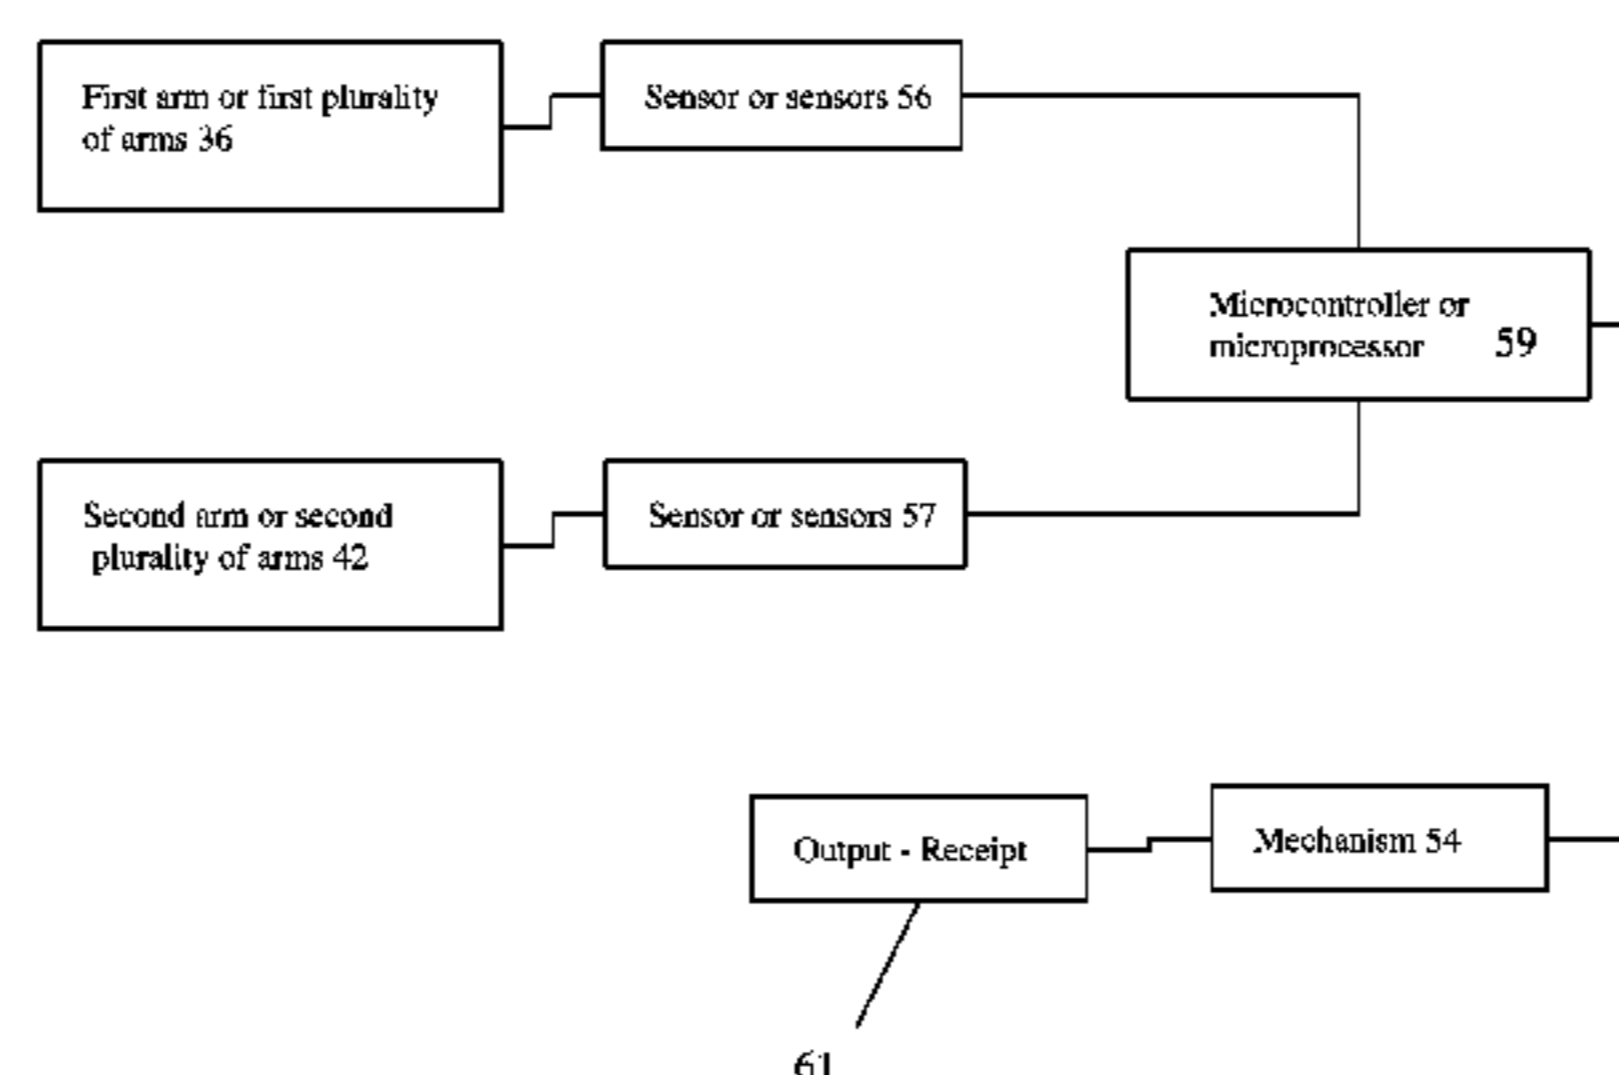 First arm or first plurality
of arms 36
Sensor or sensors 56
Microcontroller or
microprocessor 59
Second arm or second
plurality of arms 42
Sensor or sensors 57
Output - Receipt
Mechanism 54
61